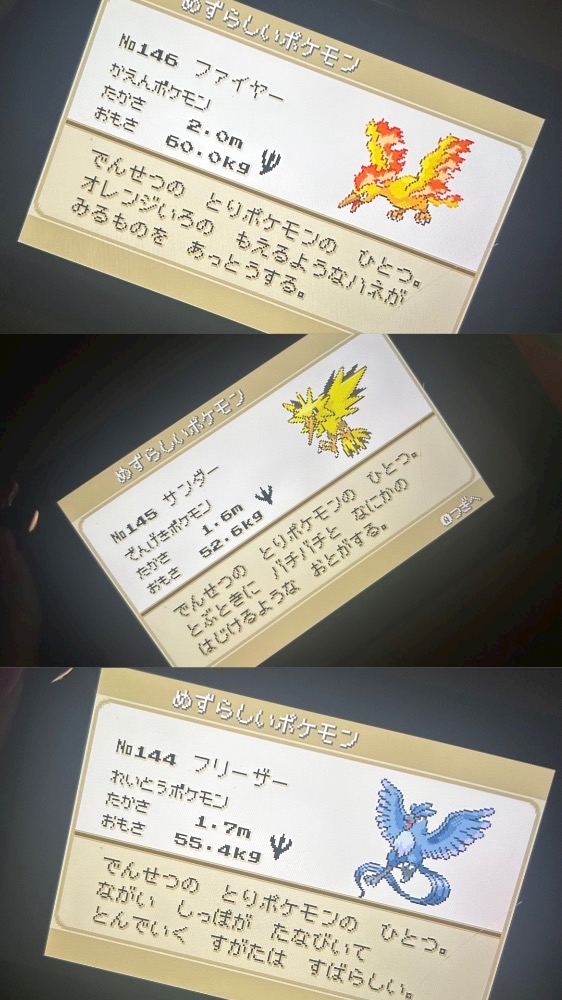 めずらしいポケモン
No146 ファイヤー
かえんポケモン
たかさ 2.0m
おもさ 60.0kg
でんせつの とりポケモンの ひとつ。
オレンジいろの もえるようなハネが
みるものを あっとうする。
めずらしいポケモン
No145 サンダー
でんげきポケモン
たかさ 1.6m
おもさ 52.6kg
でんせつの とりポケモンの ひとつ。
とぶときに バチバチと なにかの
はじけるような おとがする。
Ⓐつぎへ
めずらしいポケモン
No144 フリーザー
れいとうポケモン
たかさ 1.7m
おもさ 55.4kg
でんせつの とりポケモンの ひとつ。
ながい しっぽが たなびいて
とんでいく すがたは すばらしい。